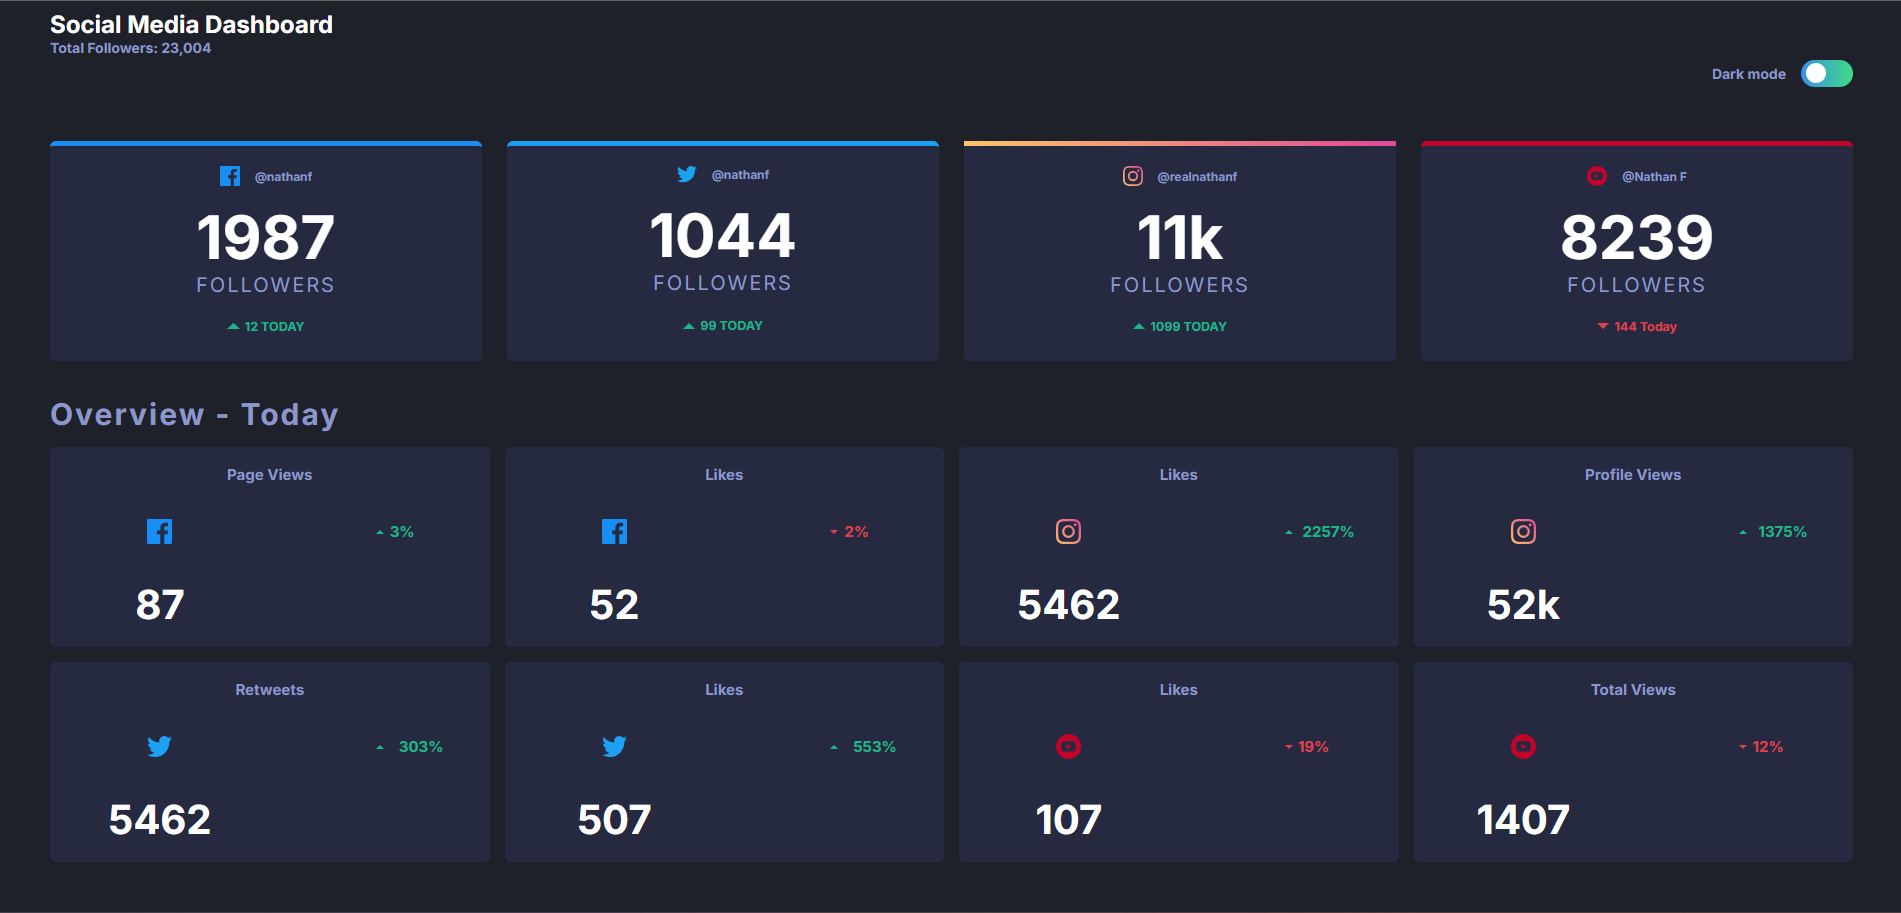 Social Media Dashboard
Total Followers: 23,004
Dark mode
@nathanf
1987
FOLLOWERS
12 TODAY
@nathanf
1044
FOLLOWERS
99 TODAY
@realnathanf
11k
FOLLOWERS
1099 TODAY
@Nathan F
8239
FOLLOWERS
144 Today
Overview - Today
Page Views
3%
87
Likes
2%
52
Likes
2257%
5462
Profile Views
1375%
52k
Retweets
303%
5462
Likes
553%
507
Likes
19%
107
Total Views
12%
1407